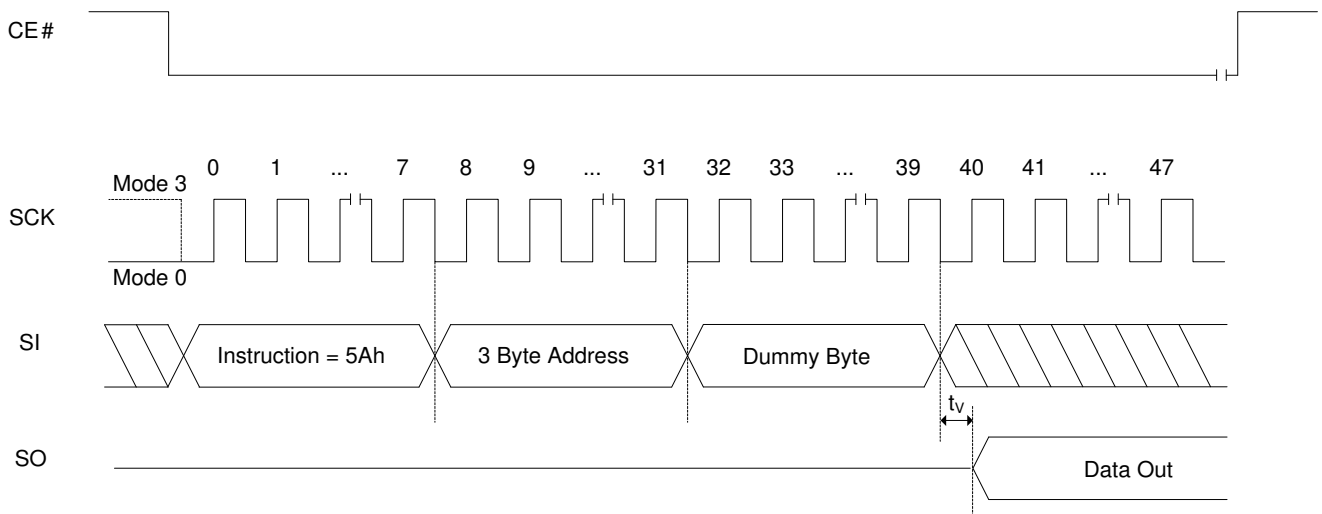 CE#
0 1 ... 7 8 9 ... 31 32 33 ... 39 40 41 ... 47
Mode 3
SCK
Mode 0
SI
Instruction = 5Ah
3 Byte Address
Dummy Byte
tV
SO
Data Out